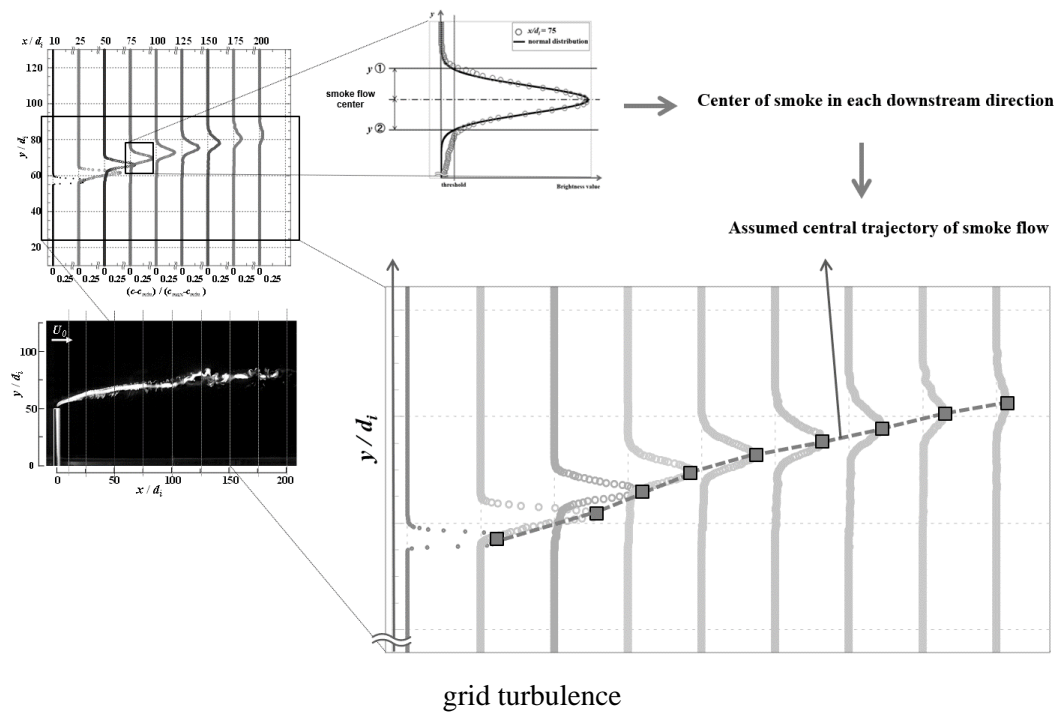 x / d_i 10 25 50 75 100 125 150 175 200
120
100
80
60
40
20
0
y / d_i
0 0 0 0 0 0 0 0 0
0.25 0.25 0.25 0.25 0.25 0.25 0.25 0.25 0.25
(c-c_min) / (c_max-c_min)
y
x/d_i = 75
normal distribution
y ①
smoke flow
center
y ②
threshold
Brightness value
Center of smoke in each downstream direction
Assumed central trajectory of smoke flow
U_0
100
50
0
y / d_i
0 50 100 150 200
x / d_i
y / d_i
grid turbulence